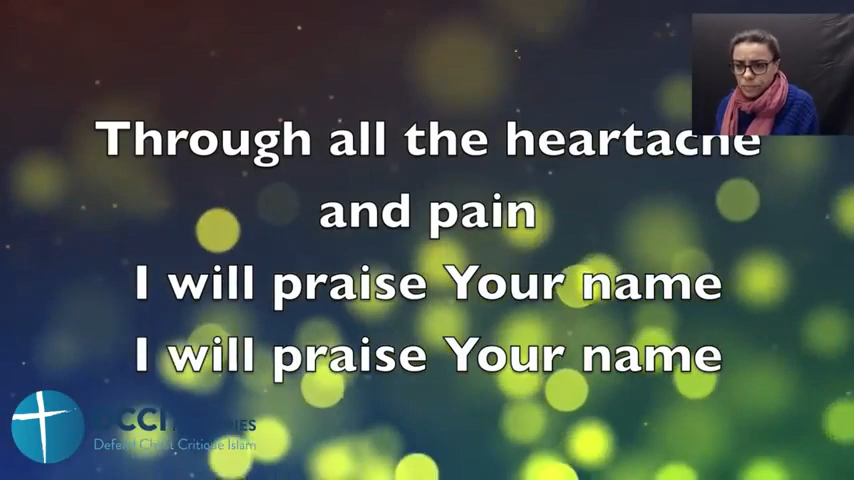 Through all the heartache
and pain
I will praise Your name
I will praise Your name
Defend Christ Critique Islam